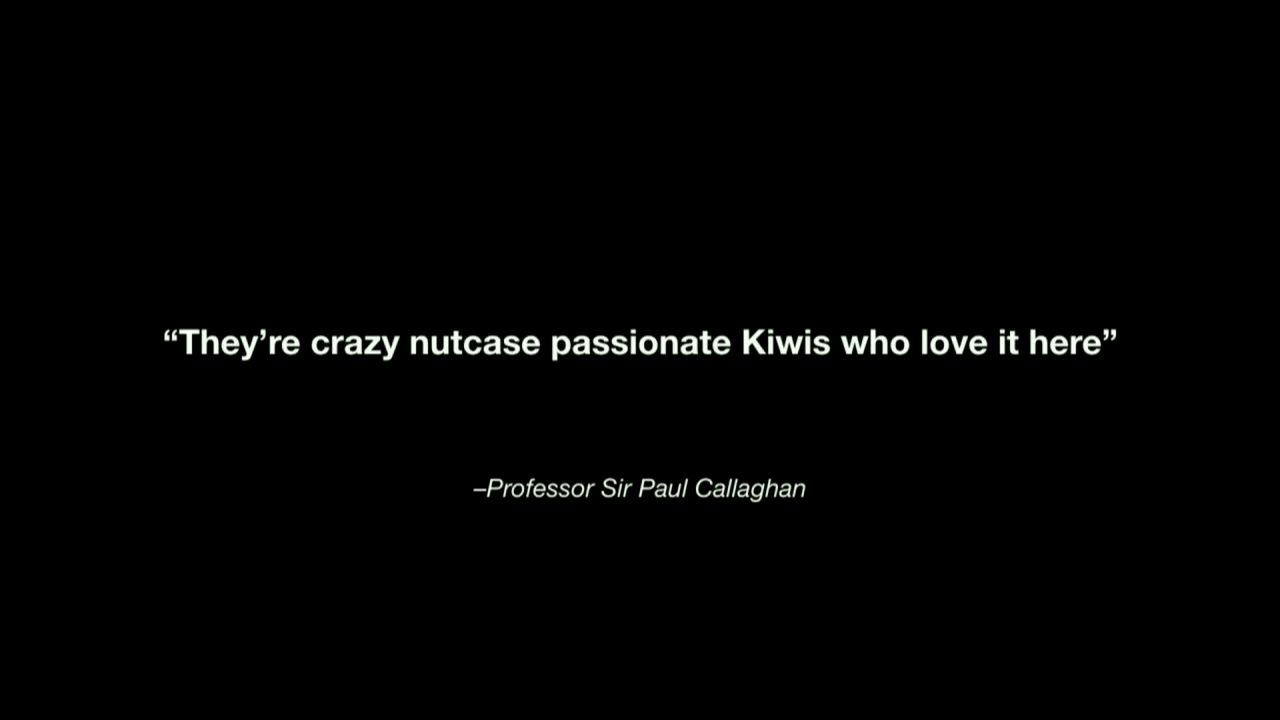 “They’re crazy nutcase passionate Kiwis who love it here”
–Professor Sir Paul Callaghan